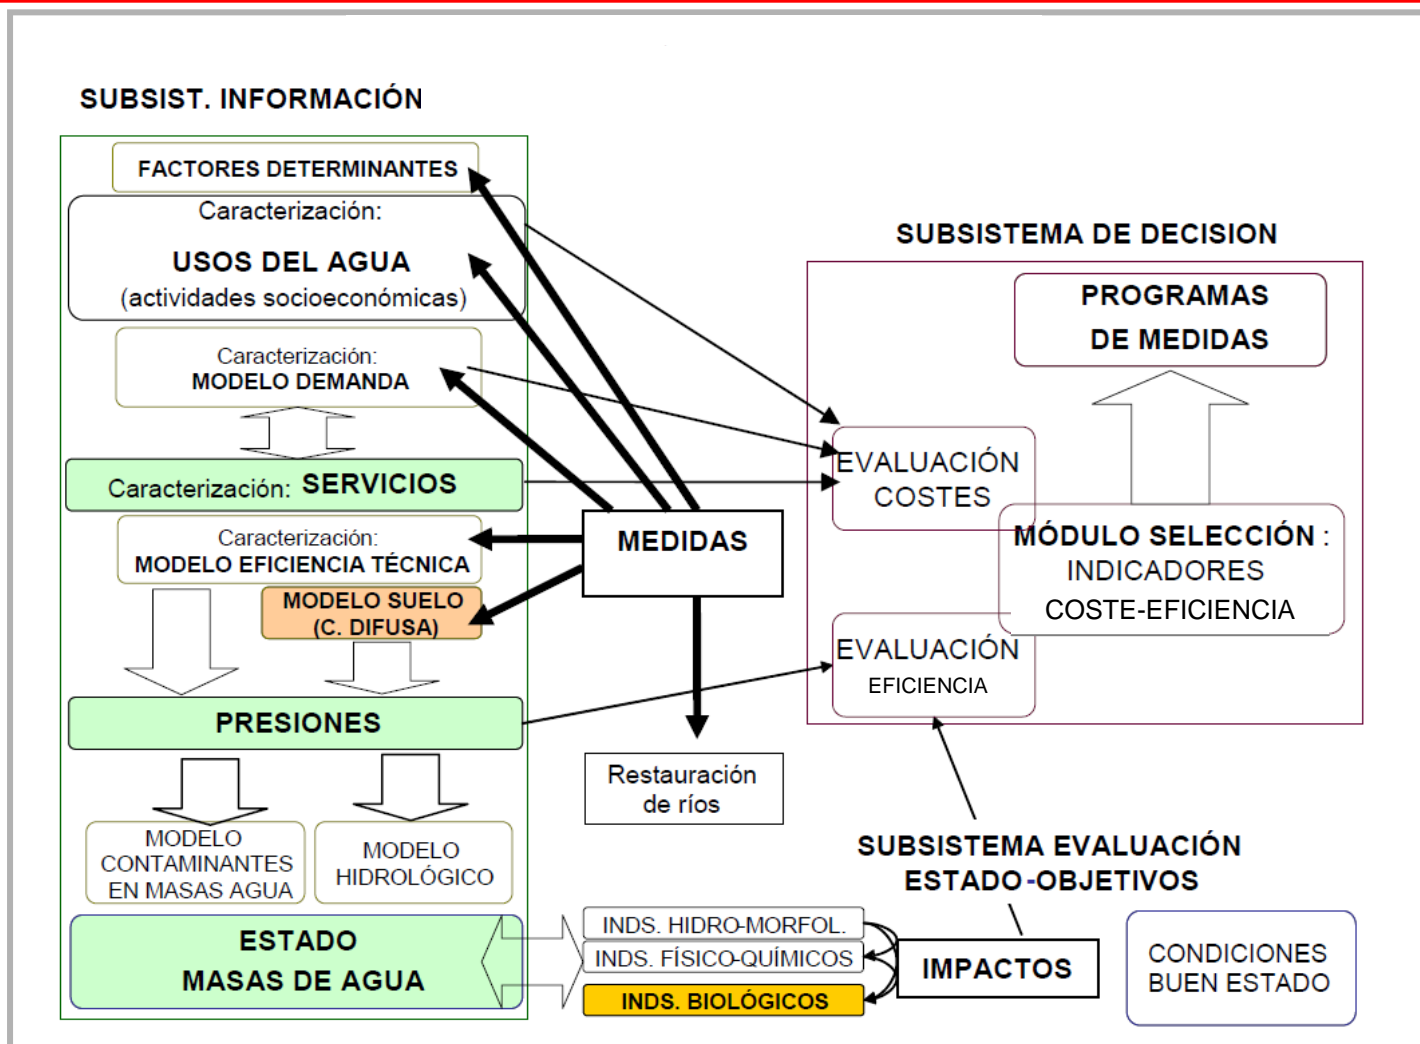 SUBSIST. INFORMACIÓN
FACTORES DETERMINANTES
Caracterización:
USOS DEL AGUA
(actividades socioeconómicas)
Caracterización:
MODELO DEMANDA
Caracterización: SERVICIOS
Caracterización:
MODELO EFICIENCIA TÉCNICA
MODELO SUELO
(C. DIFUSA)
PRESIONES
MODELO
CONTAMINANTES
EN MASAS AGUA
MODELO
HIDROLÓGICO
ESTADO
MASAS DE AGUA
MEDIDAS
Restauración
de ríos
SUBSISTEMA DE DECISION
PROGRAMAS
DE MEDIDAS
EVALUACIÓN
COSTES
MÓDULO SELECCIÓN :
INDICADORES
COSTE-EFICIENCIA
EVALUACIÓN
EFICIENCIA
SUBSISTEMA EVALUACIÓN
ESTADO-OBJETIVOS
INDS. HIDRO-MORFOL.
INDS. FÍSICO-QUÍMICOS
INDS. BIOLÓGICOS
IMPACTOS
CONDICIONES
BUEN ESTADO